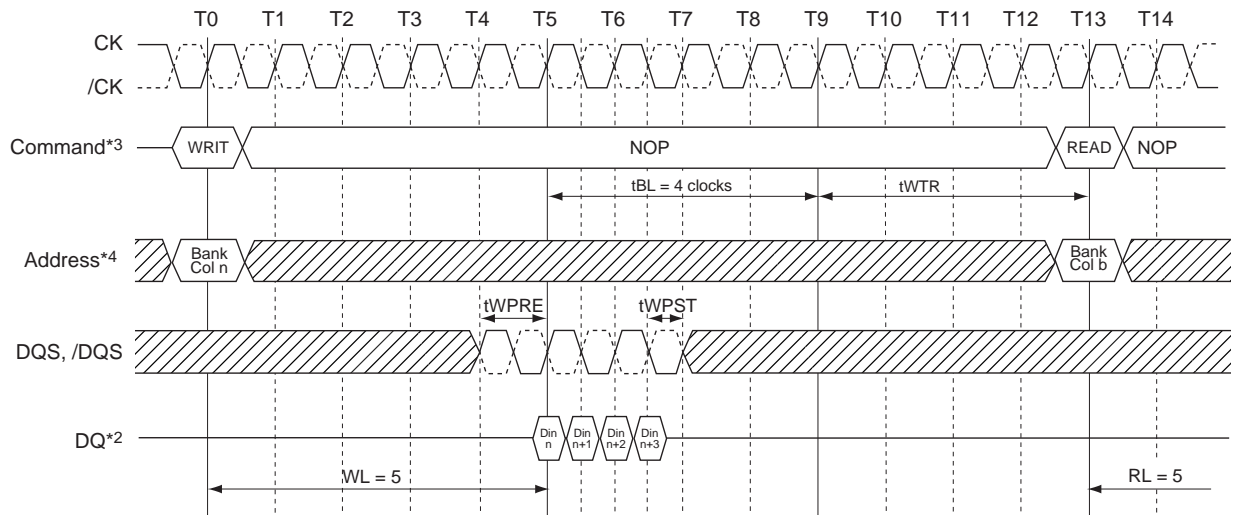 T0 T1 T2 T3 T4 T5 T6 T7 T8 T9 T10 T11 T12 T13 T14
CK
/CK
Command*3 WRIT NOP READ NOP
tBL = 4 clocks tWTR
Address*4 Bank Col n Bank Col b
tWPRE tWPST
DQS, /DQS
DQ*2 Din n Din n+1 Din n+2 Din n+3
WL = 5 RL = 5